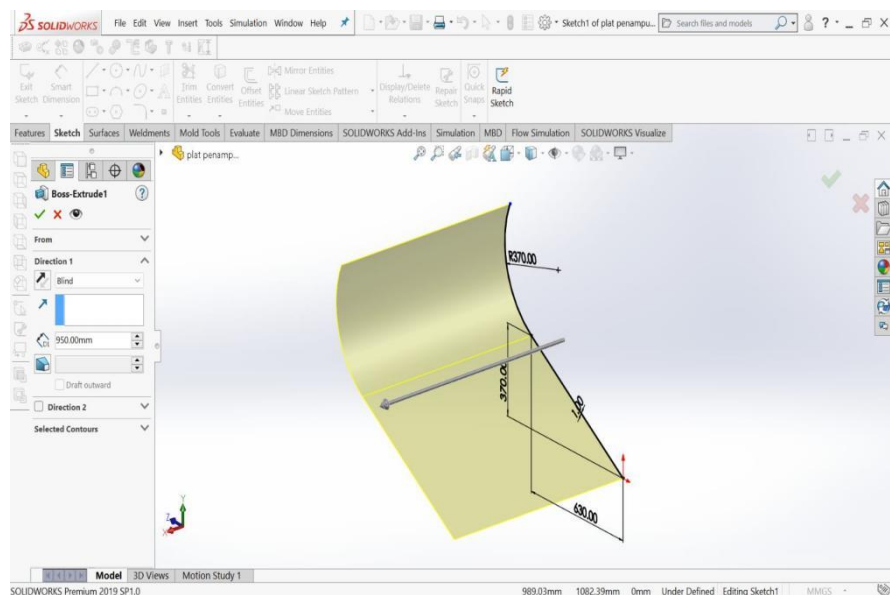 SOLIDWORKS File Edit View Insert Tools Simulation Window Help Sketch1 of plat penampu... Search files and models
Exit Sketch
Smart Dimension
Trim Entities
Convert Entities
Offset Entities
Mirror Entities
Linear Sketch Pattern
Move Entities
Display/Delete Relations
Repair Sketch
Quick Snaps
Rapid Sketch
Features Sketch Surfaces Weldments Mold Tools Evaluate MBD Dimensions SOLIDWORKS Add-Ins Simulation MBD Flow Simulation SOLIDWORKS Visualize
plat penamp...
Boss-Extrude1
From
Direction 1
Blind
950.00mm
Draft outward
Direction 2
Selected Contours
R370.00
370.00
1.00
630.00
Y
Z
X
Model 3D Views Motion Study 1
SOLIDWORKS Premium 2019 SP1.0 989.03mm 1082.39mm 0mm Under Defined Editing Sketch1 MMGS